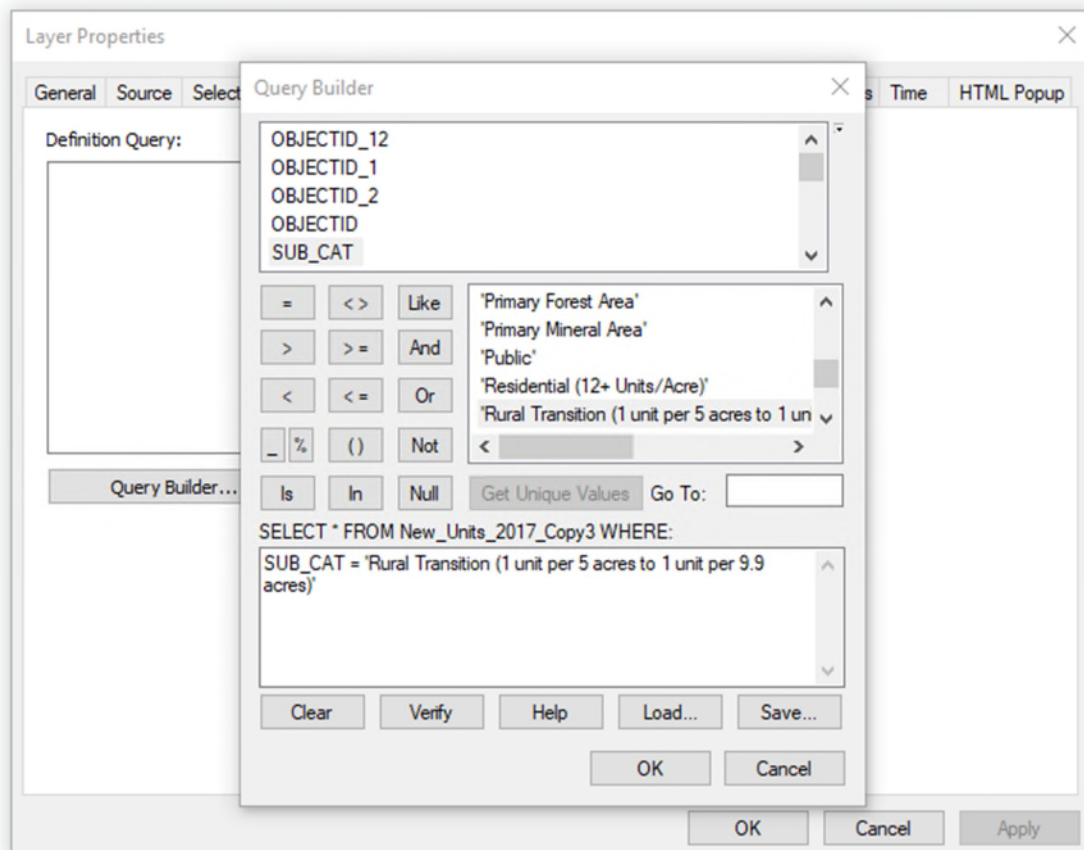 Layer Properties
General Source Select
s Time HTML Popup
Definition Query:
Query Builder...
Query Builder
OBJECTID_12
OBJECTID_1
OBJECTID_2
OBJECTID
SUB_CAT
= < > Like
> > = And
< < = Or
_ % ( ) Not
Is In Null
'Primary Forest Area'
'Primary Mineral Area'
'Public'
'Residential (12+ Units/Acre)'
'Rural Transition (1 unit per 5 acres to 1 un
Get Unique Values Go To:
SELECT * FROM New_Units_2017_Copy3 WHERE:
SUB_CAT = 'Rural Transition (1 unit per 5 acres to 1 unit per 9.9
acres)'
Clear Verify Help Load... Save...
OK Cancel
OK Cancel Apply